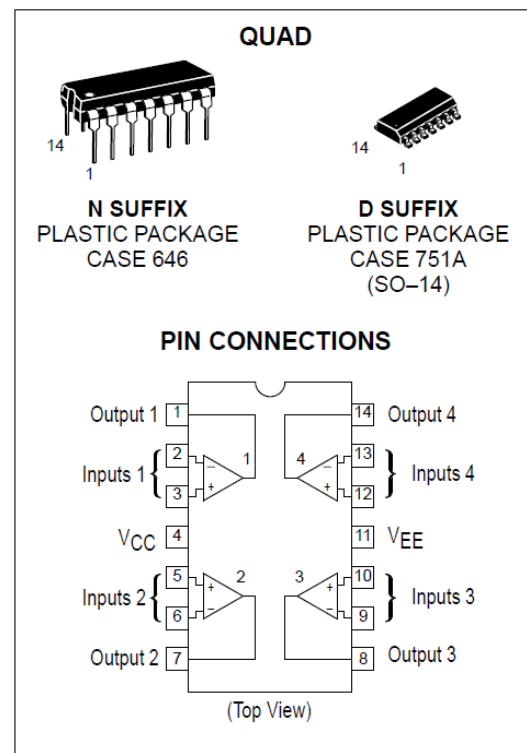 QUAD
14
1
14
1
N SUFFIX
PLASTIC PACKAGE
CASE 646
D SUFFIX
PLASTIC PACKAGE
CASE 751A
(SO–14)
PIN CONNECTIONS
Output 1 1 14 Output 4
Inputs 1 2 – 1 4 – 13 Inputs 4
3 + + 12
VCC 4 11 VEE
Inputs 2 5 + 2 3 + 10 Inputs 3
6 – – 9
Output 2 7 8 Output 3
(Top View)